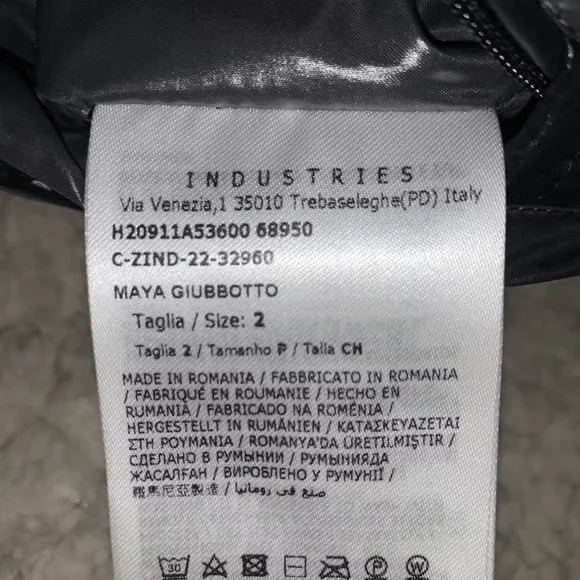 INDUSTRIES
Via Venezia,1 35010 Trebaseleghe(PD) Italy
H20911A53600 68950
C-ZIND-22-32960
MAYA GIUBBOTTO
Taglia / Size: 2
Taglia 2 / Tamanho P / Talla CH
MADE IN ROMANIA / FABBRICATO IN ROMANIA
/ FABRIQUÉ EN ROUMANIE / HECHO EN
RUMANIA / FABRICADO NA ROMÉNIA /
HERGESTELLT IN RUMÄNIEN / ΚΑΤΑΣΚΕΥΑΖΕΤΑΙ
ΣΤΗ ΡΟΥΜΑΝΙΑ / ROMANYA'DA ÜRETILMIŞTIR /
СДЕЛАНО В РУМЫНИИ / РУМЫНИЯДА
ЖАСАЛҒАН / ВИРОБЛЕНО У РУМУНІЇ /
羅馬尼亞製造 / صنع في رومانيا
30
P
W